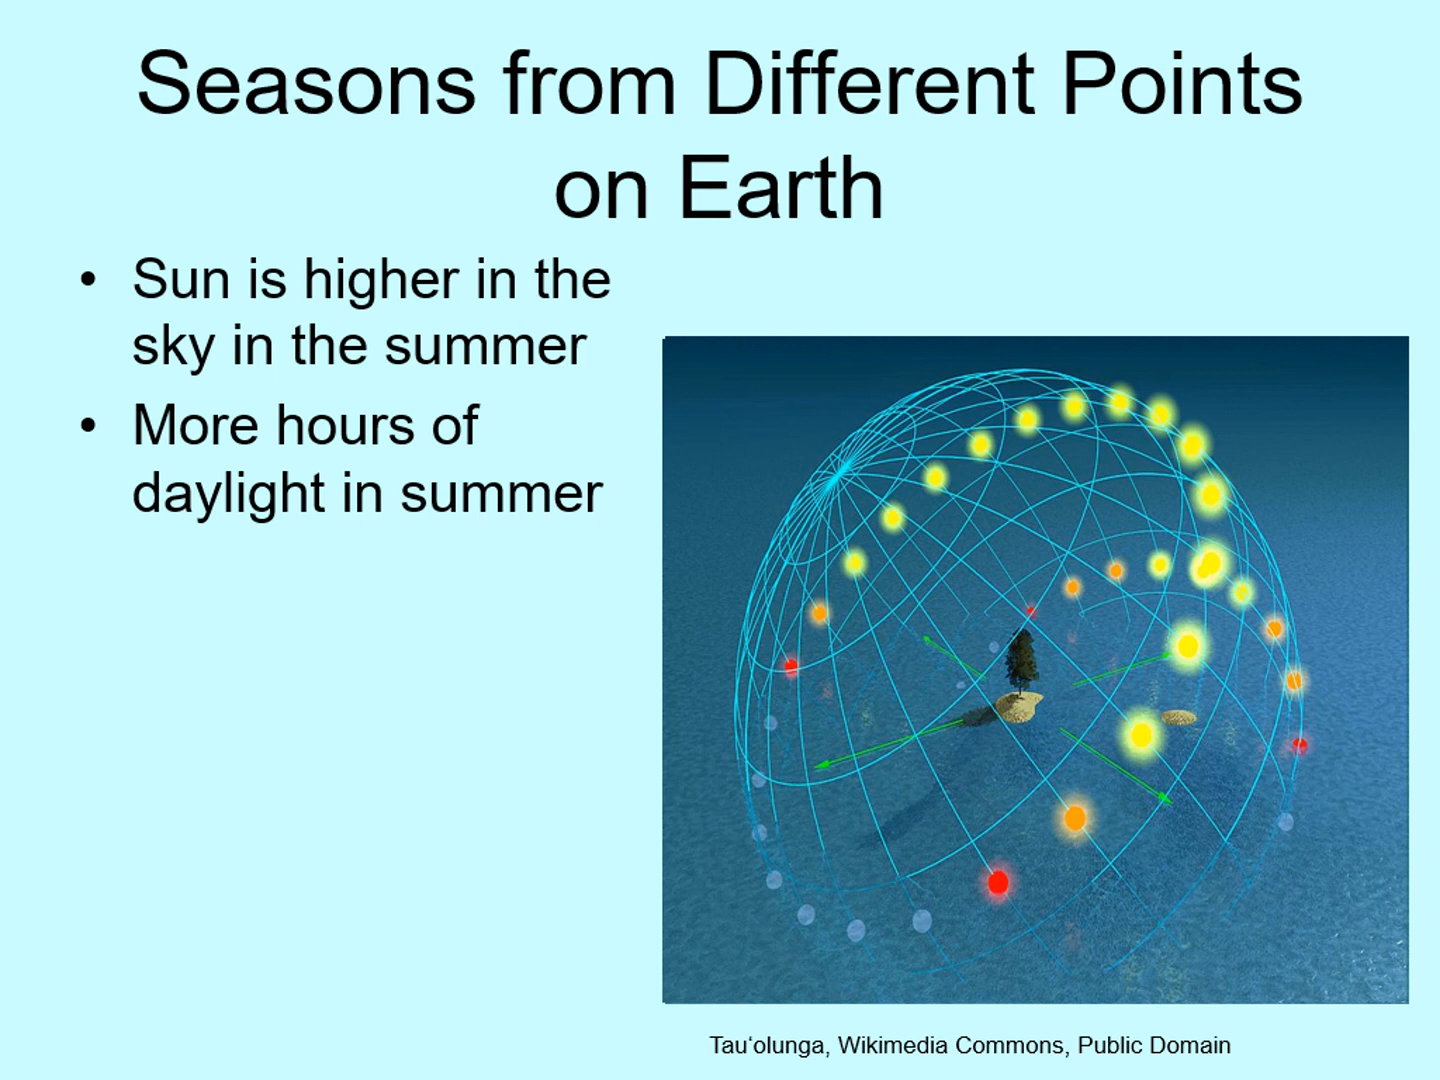 Seasons from Different Points
on Earth
• Sun is higher in the
sky in the summer
• More hours of
daylight in summer
Tau‘olunga, Wikimedia Commons, Public Domain